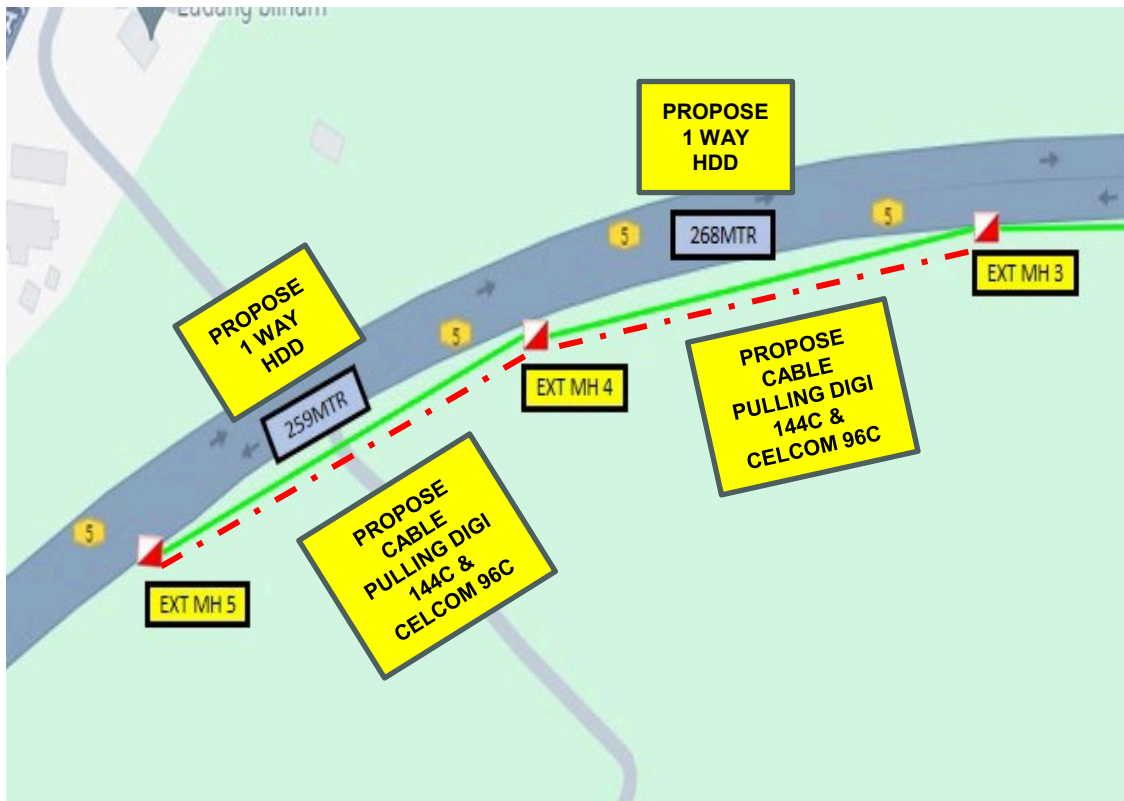 PROPOSE
1 WAY
HDD
5
268MTR
5
EXT MH 3
PROPOSE
1 WAY
HDD
5
259MTR
EXT MH 4
PROPOSE
CABLE
PULLING DIGI
144C &
CELCOM 96C
PROPOSE
CABLE
PULLING DIGI
144C &
CELCOM 96C
5
EXT MH 5